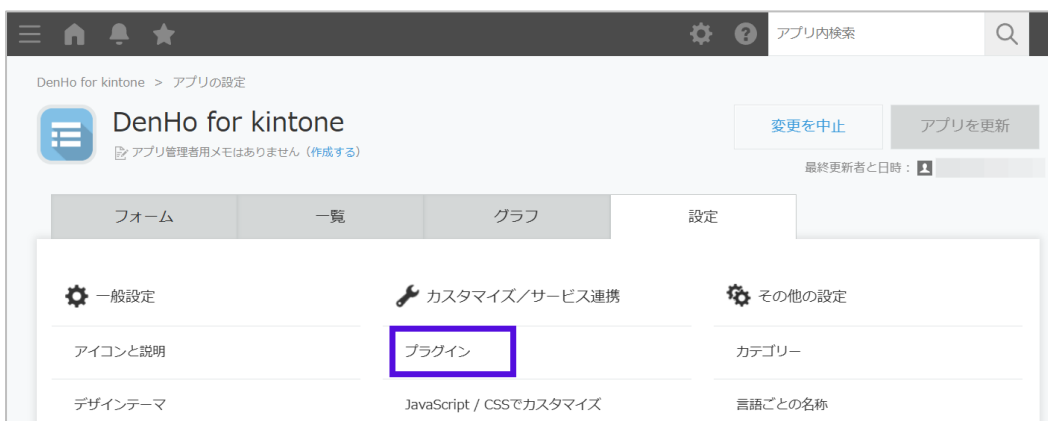 アプリ内検索
DenHo for kintone > アプリの設定
DenHo for kintone
アプリ管理者用メモはありません（作成する）
変更を中止
アプリを更新
最終更新者と日時：
フォーム
一覧
グラフ
設定
一般設定
カスタマイズ／サービス連携
その他の設定
アイコンと説明
プラグイン
カテゴリー
デザインテーマ
JavaScript / CSSでカスタマイズ
言語ごとの名称